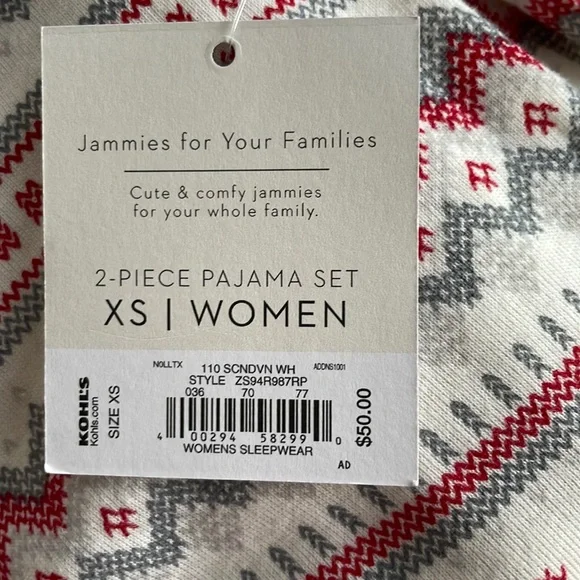 Jammies for Your Families
Cute & comfy jammies
for your whole family.
2-PIECE PAJAMA SET
XS | WOMEN
N0LLTX 110 SCNDVN WH ADDNS1001
STYLE ZS94R987RP
036 70 77
4 00294 58299 0
WOMENS SLEEPWEAR
AD
KOHL'S
Kohls.com
SIZE XS
$50.00